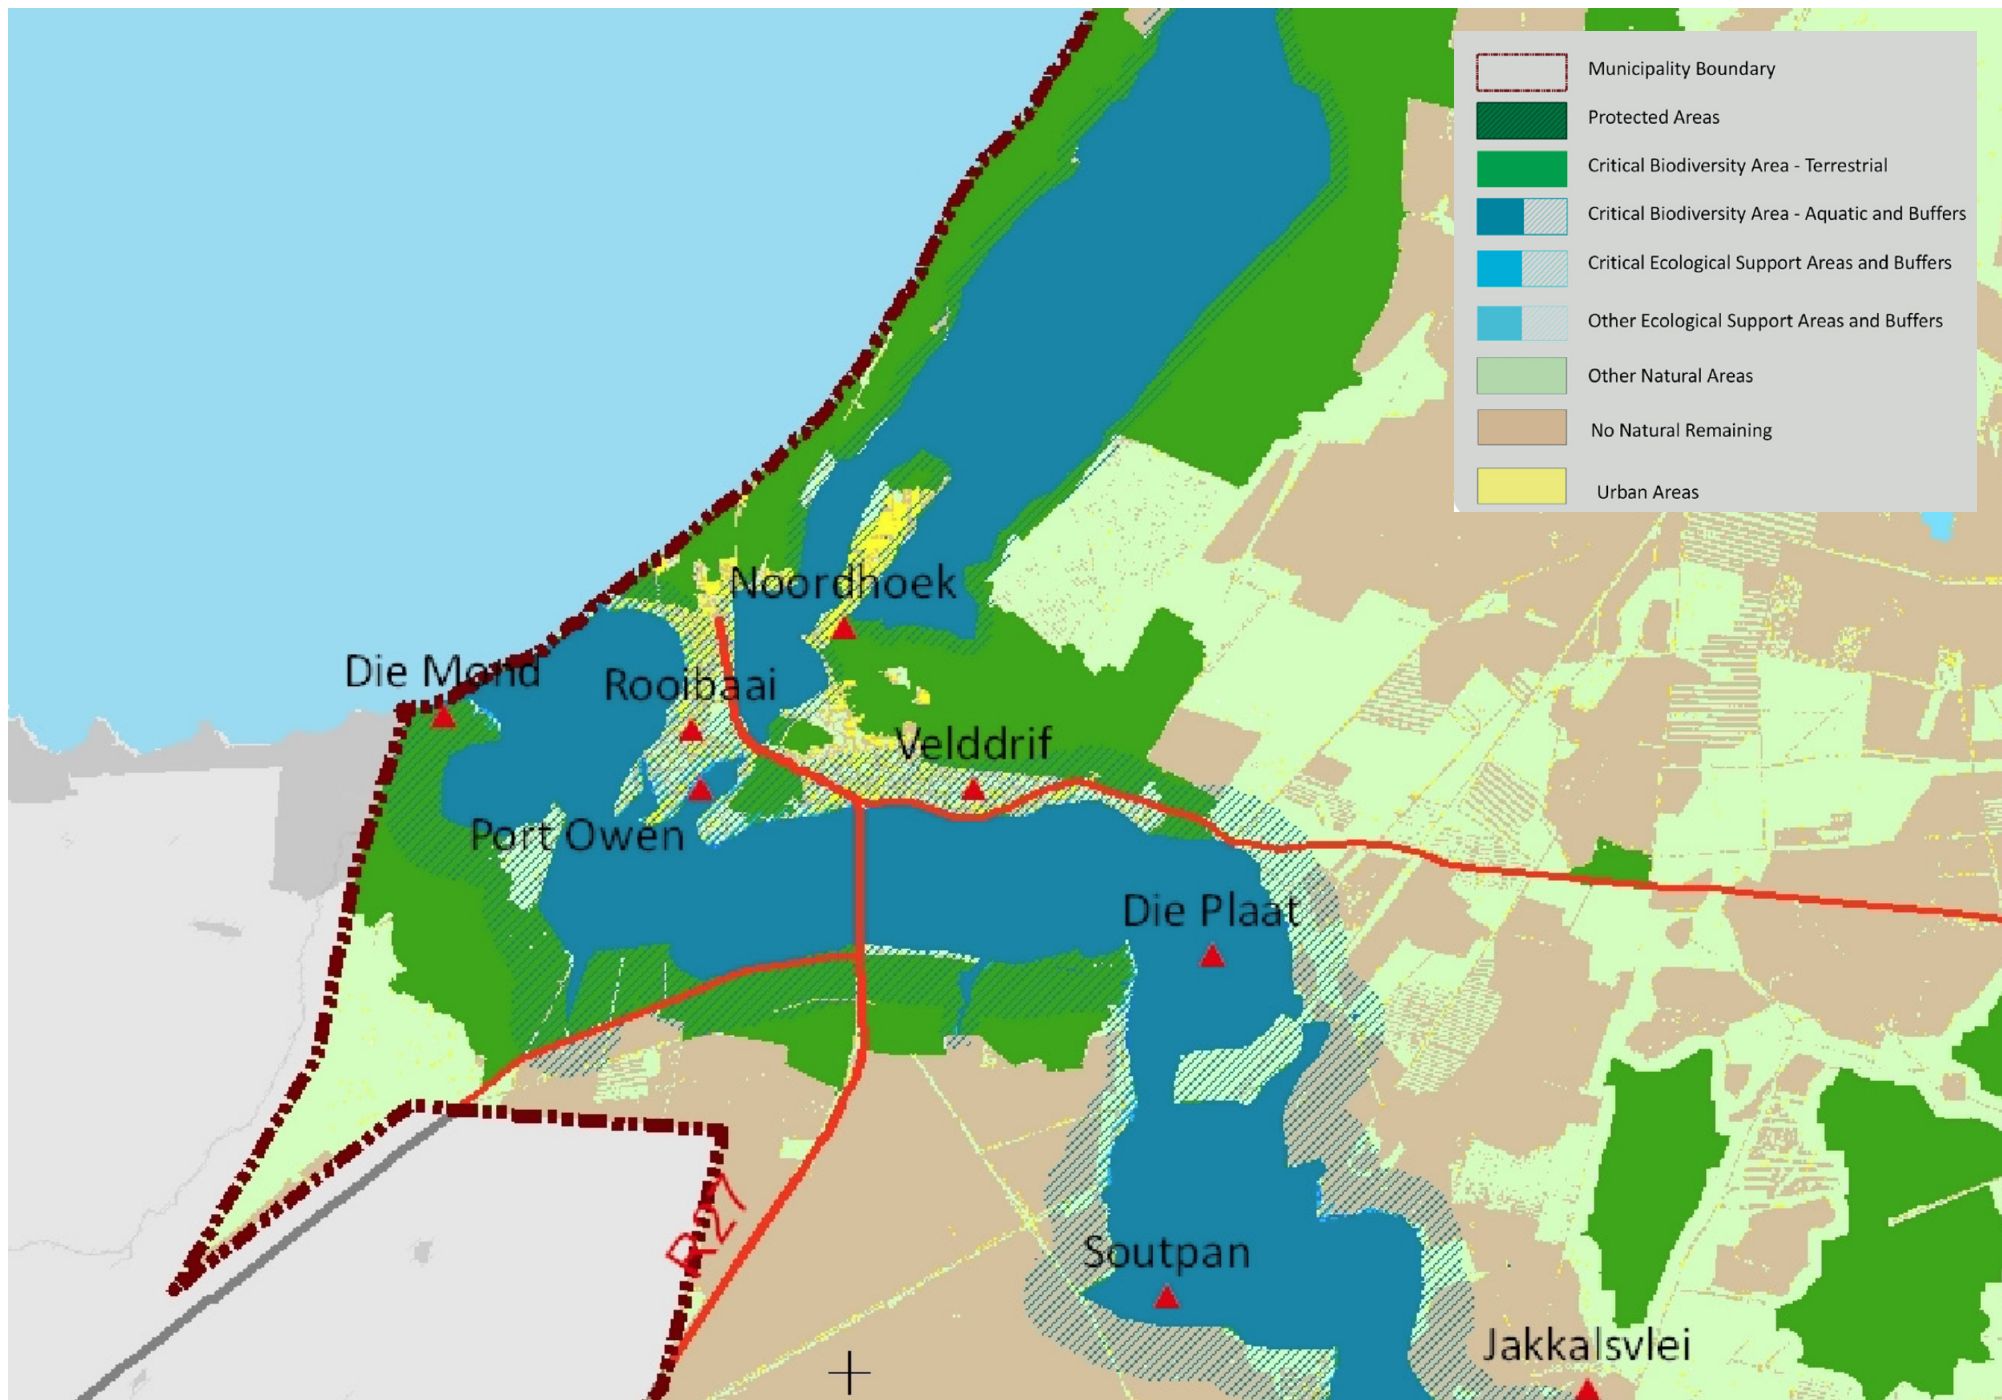 Municipality Boundary
Protected Areas
Critical Biodiversity Area - Terrestrial
Critical Biodiversity Area - Aquatic and Buffers
Critical Ecological Support Areas and Buffers
Other Ecological Support Areas and Buffers
Other Natural Areas
No Natural Remaining
Urban Areas
Noordhoek
Die Mond
Rooibaai
Velddrif
Port Owen
Die Plaat
R27
Soutpan
Jakkalsvlei